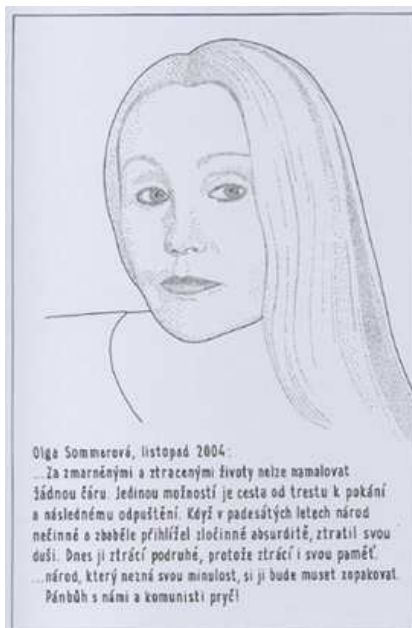 Olga Sommerová, listopad 2004:
...Za zmarněnými a ztracenými životy nelze namalovat
žádnou čáru. Jedinou možností je cesta od trestu k pokání
a následnému odpuštění. Když v padesátých letech národ
nečinně a zbaběle přihlížel zločinné absurditě, ztratil svou
duši. Dnes ji ztrácí podruhé, protože ztrácí i svou paměť.
...národ, který nezná svou minulost, si ji bude muset zopakovat.
Pánbůh s námi a komunisti pryč!